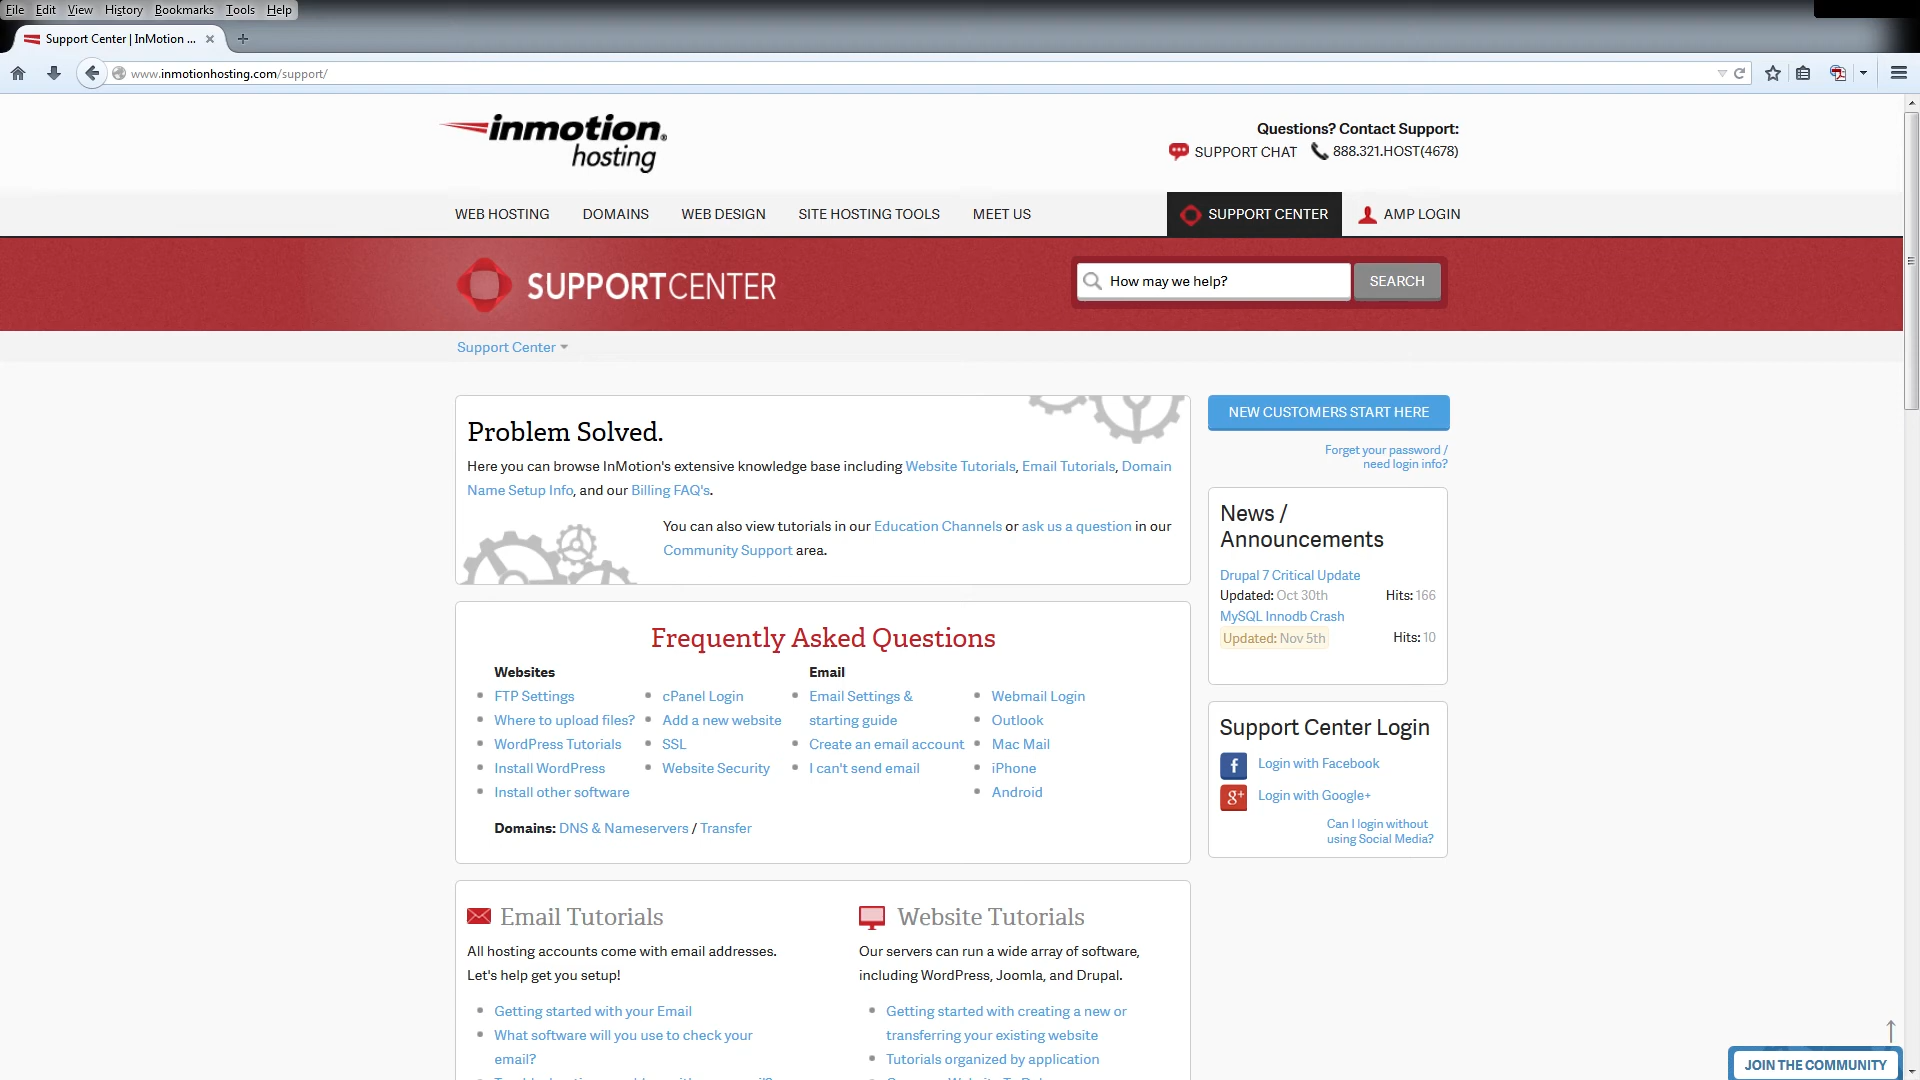 File Edit View History Bookmarks Tools Help
Support Center | InMotion ...
www.inmotionhosting.com/support/
inmotion® hosting
Questions? Contact Support:
SUPPORT CHAT 888.321.HOST(4678)
WEB HOSTING DOMAINS WEB DESIGN SITE HOSTING TOOLS MEET US SUPPORT CENTER AMP LOGIN
SUPPORTCENTER
How may we help? SEARCH
Support Center
Problem Solved.
Here you can browse InMotion's extensive knowledge base including Website Tutorials, Email Tutorials, Domain
Name Setup Info, and our Billing FAQ's.
You can also view tutorials in our Education Channels or ask us a question in our
Community Support area.
NEW CUSTOMERS START HERE
Forget your password /
need login info?
News /
Announcements
Drupal 7 Critical Update
Updated: Oct 30th Hits: 166
MySQL Innodb Crash
Updated: Nov 5th Hits: 10
Frequently Asked Questions
Websites Email
FTP Settings cPanel Login Email Settings & Webmail Login
Where to upload files? Add a new website starting guide Outlook
WordPress Tutorials SSL Create an email account Mac Mail
Install WordPress Website Security I can't send email iPhone
Install other software Android
Domains: DNS & Nameservers / Transfer
Support Center Login
f Login with Facebook
g+ Login with Google+
Can I login without
using Social Media?
Email Tutorials
All hosting accounts come with email addresses.
Let's help get you setup!
Getting started with your Email
What software will you use to check your
email?
Website Tutorials
Our servers can run a wide array of software,
including WordPress, Joomla, and Drupal.
Getting started with creating a new or
transferring your existing website
Tutorials organized by application
JOIN THE COMMUNITY